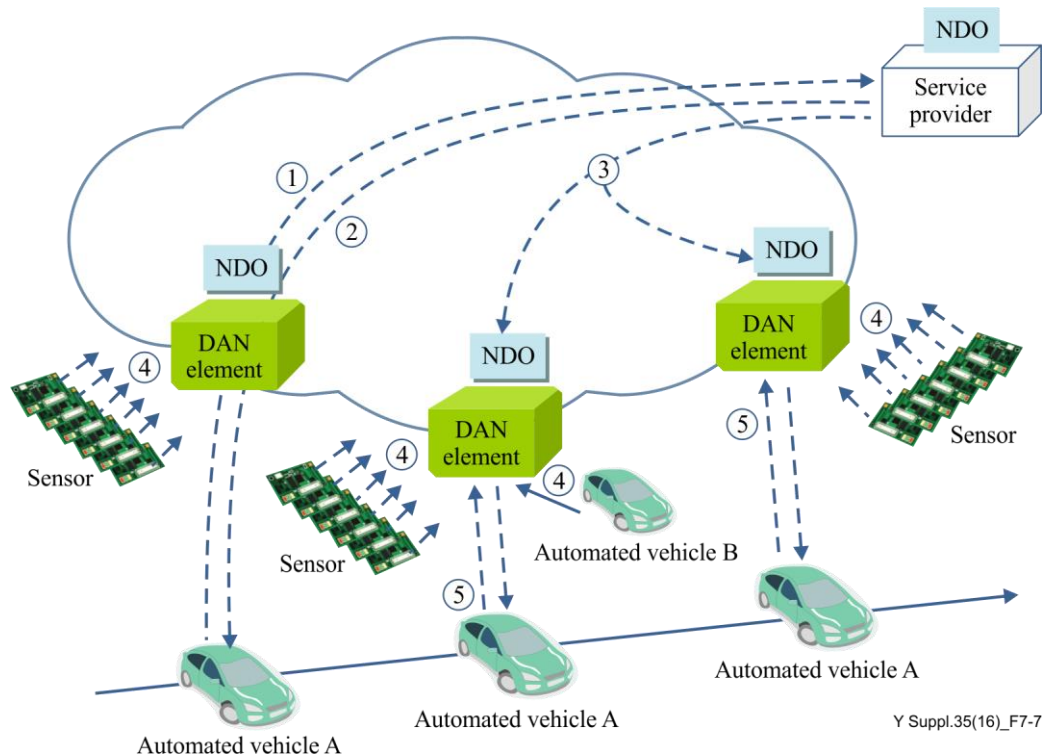 NDO
Service
provider
1
2
3
NDO
DAN
element
4
Sensor
NDO
DAN
element
4
Sensor
4
Automated vehicle B
NDO
DAN
element
4
Sensor
5
5
Automated vehicle A
Automated vehicle A
Automated vehicle A
Y Suppl.35(16)_F7-7